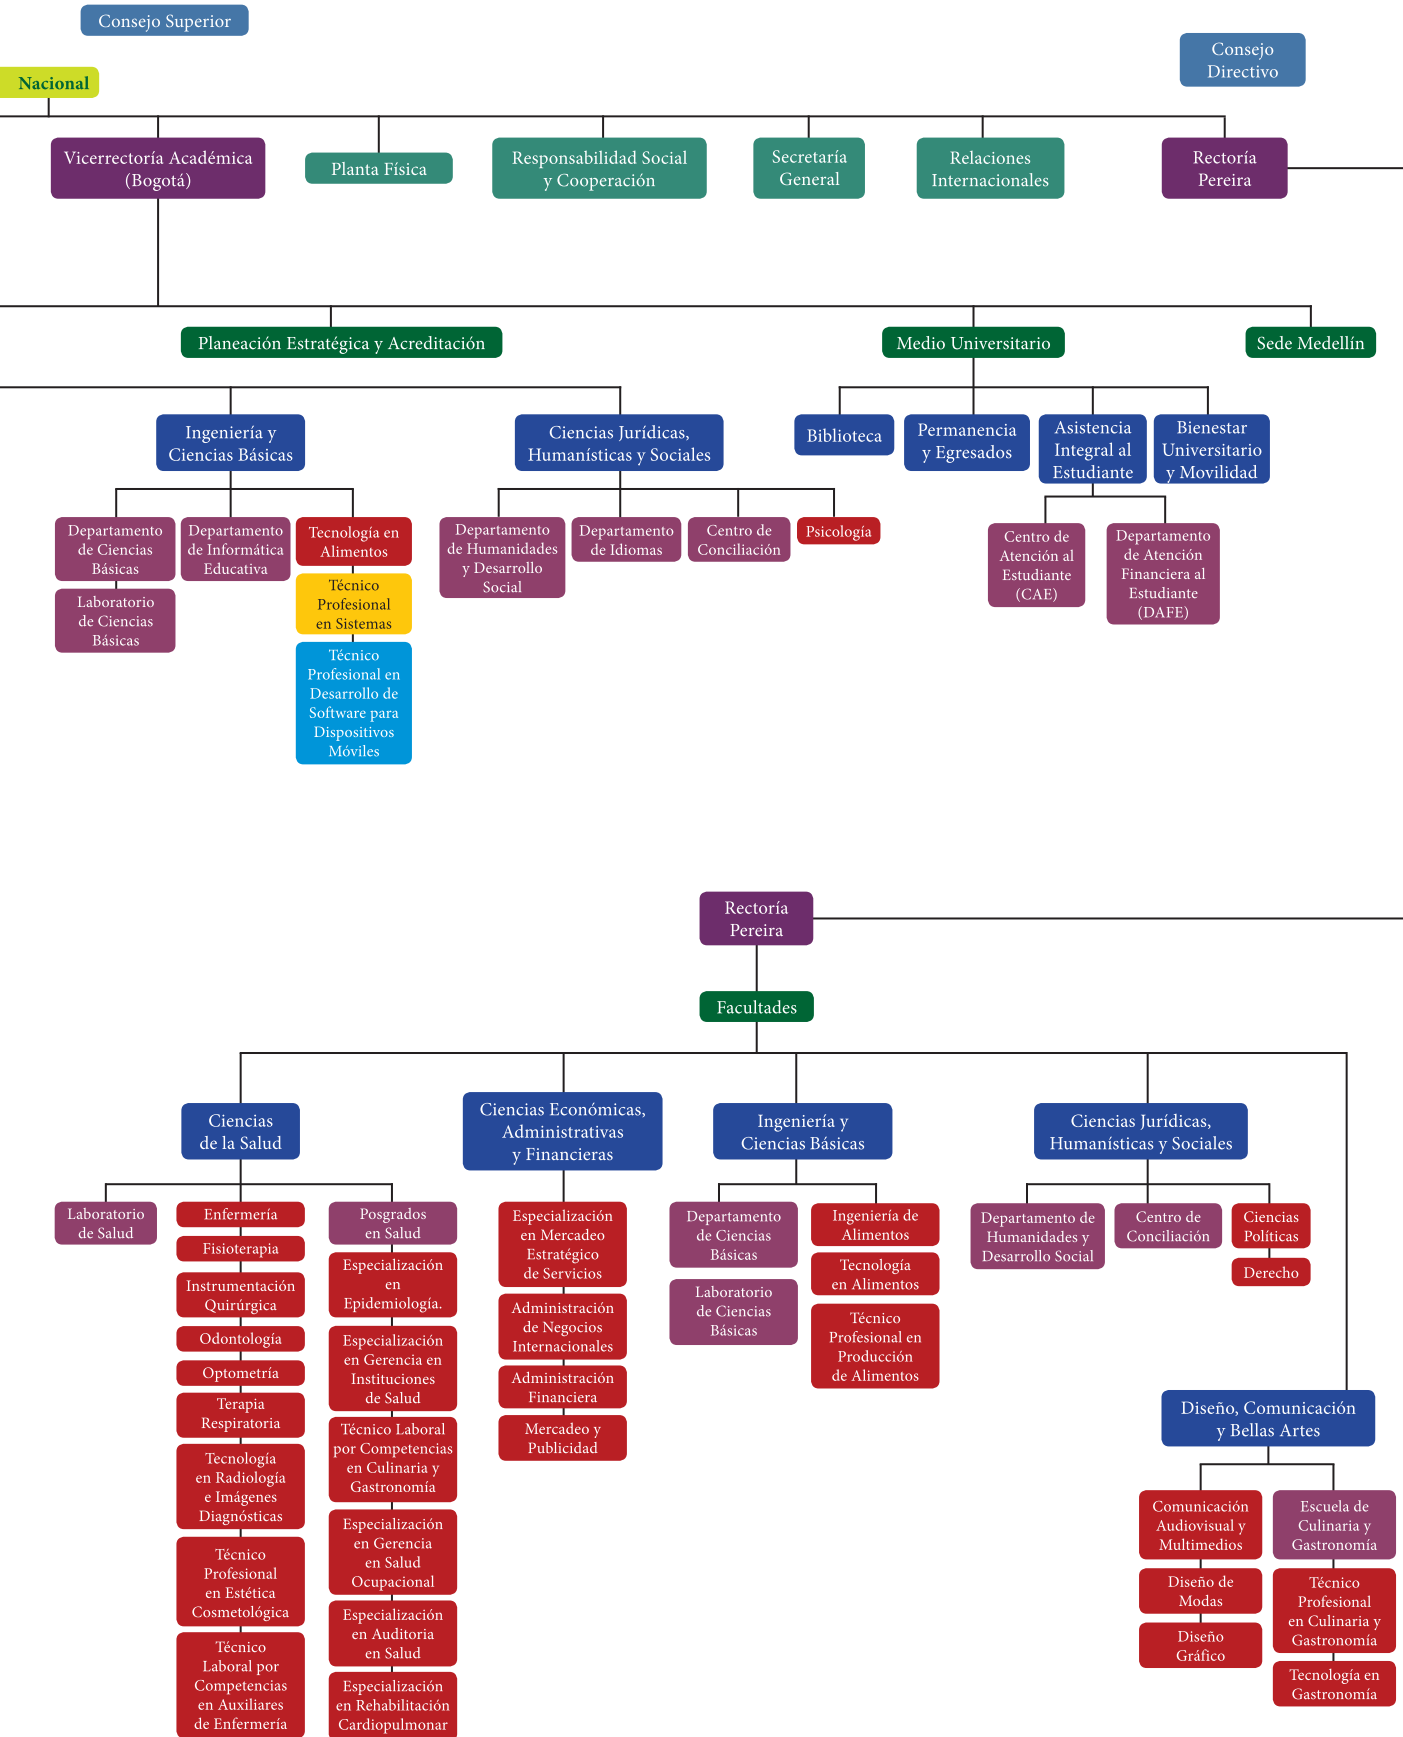 Consejo Superior
Consejo
Directivo
Nacional
Vicerrectoría Académica
(Bogotá)
Planta Física
Responsabilidad Social
y Cooperación
Secretaría
General
Relaciones
Internacionales
Rectoría
Pereira
Planeación Estratégica y Acreditación
Medio Universitario
Sede Medellín
Ingeniería y
Ciencias Básicas
Ciencias Jurídicas,
Humanísticas y Sociales
Biblioteca
Permanencia
y Egresados
Asistencia
Integral al
Estudiante
Bienestar
Universitario
y Movilidad
Departamento
de Ciencias
Básicas
Laboratorio
de Ciencias
Básicas
Departamento
de Informática
Educativa
Tecnología en
Alimentos
Técnico
Profesional
en Sistemas
Técnico
Profesional en
Desarrollo de
Software para
Dispositivos
Móviles
Departamento
de Humanidades
y Desarrollo
Social
Departamento
de Idiomas
Centro de
Conciliación
Psicología
Centro de
Atención al
Estudiante
(CAE)
Departamento
de Atención
Financiera al
Estudiante
(DAFE)
Rectoría
Pereira
Facultades
Ciencias
de la Salud
Ciencias Económicas,
Administrativas
y Financieras
Ingeniería y
Ciencias Básicas
Ciencias Jurídicas,
Humanísticas y Sociales
Laboratorio
de Salud
Enfermería
Fisioterapia
Instrumentación
Quirúrgica
Odontología
Optometría
Terapia
Respiratoria
Tecnología
en Radiología
e Imágenes
Diagnósticas
Técnico
Profesional
en Estética
Cosmetológica
Técnico
Laboral por
Competencias
en Auxiliares
de Enfermería
Posgrados
en Salud
Especialización
en
Epidemiología.
Especialización
en Gerencia en
Instituciones
de Salud
Técnico Laboral
por Competencias
en Culinaria y
Gastronomía
Especialización
en Gerencia
en Salud
Ocupacional
Especialización
en Auditoria
en Salud
Especialización
en Rehabilitación
Cardiopulmonar
Especialización
en Mercadeo
Estratégico
de Servicios
Administración
de Negocios
Internacionales
Administración
Financiera
Mercadeo y
Publicidad
Departamento
de Ciencias
Básicas
Laboratorio
de Ciencias
Básicas
Ingeniería de
Alimentos
Tecnología
en Alimentos
Técnico
Profesional en
Producción
de Alimentos
Departamento de
Humanidades y
Desarrollo Social
Centro de
Conciliación
Ciencias
Políticas
Derecho
Diseño, Comunicación
y Bellas Artes
Comunicación
Audiovisual y
Multimedios
Diseño de
Modas
Diseño
Gráfico
Escuela de
Culinaria y
Gastronomía
Técnico
Profesional
en Culinaria y
Gastronomía
Tecnología en
Gastronomía